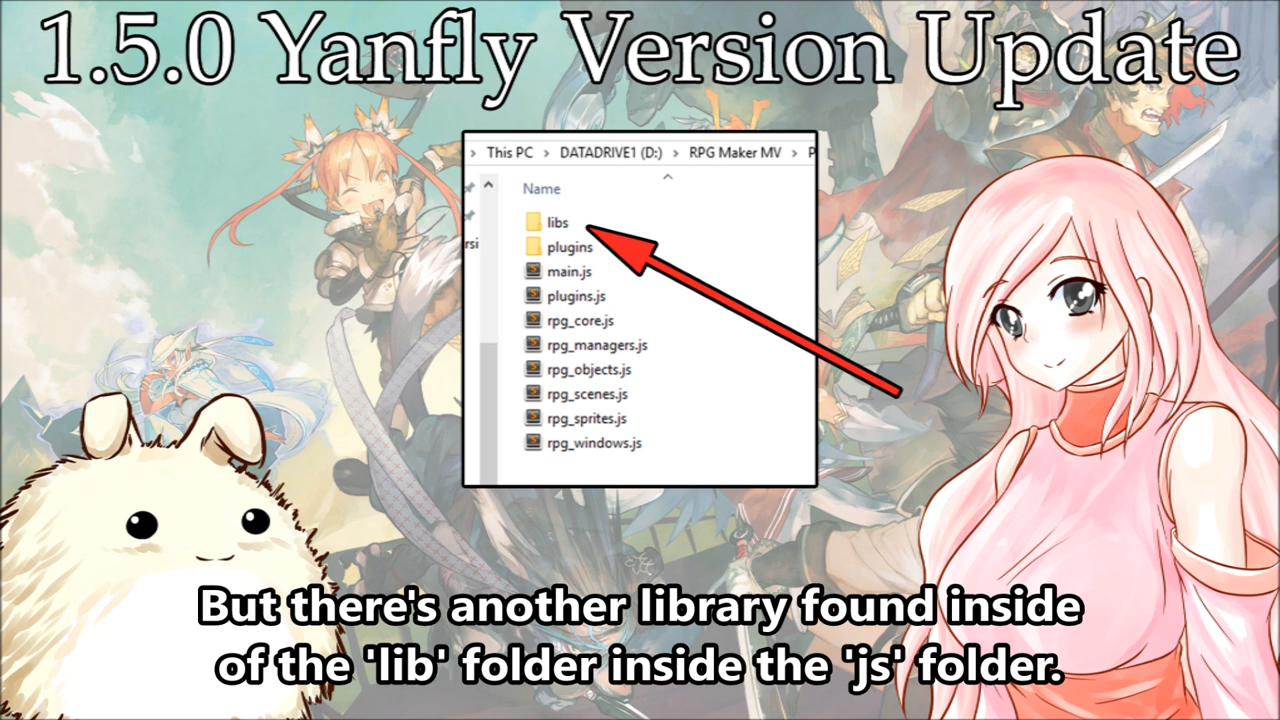 1.5.0 Yanfly Version Update
This PC > DATADRIVE1 (D:) > RPG Maker MV > P
Name
libs
rsi
plugins
main.js
plugins.js
rpg_core.js
rpg_managers.js
rpg_objects.js
rpg_scenes.js
rpg_sprites.js
rpg_windows.js
But there's another library found inside
of the 'lib' folder inside the 'js' folder.